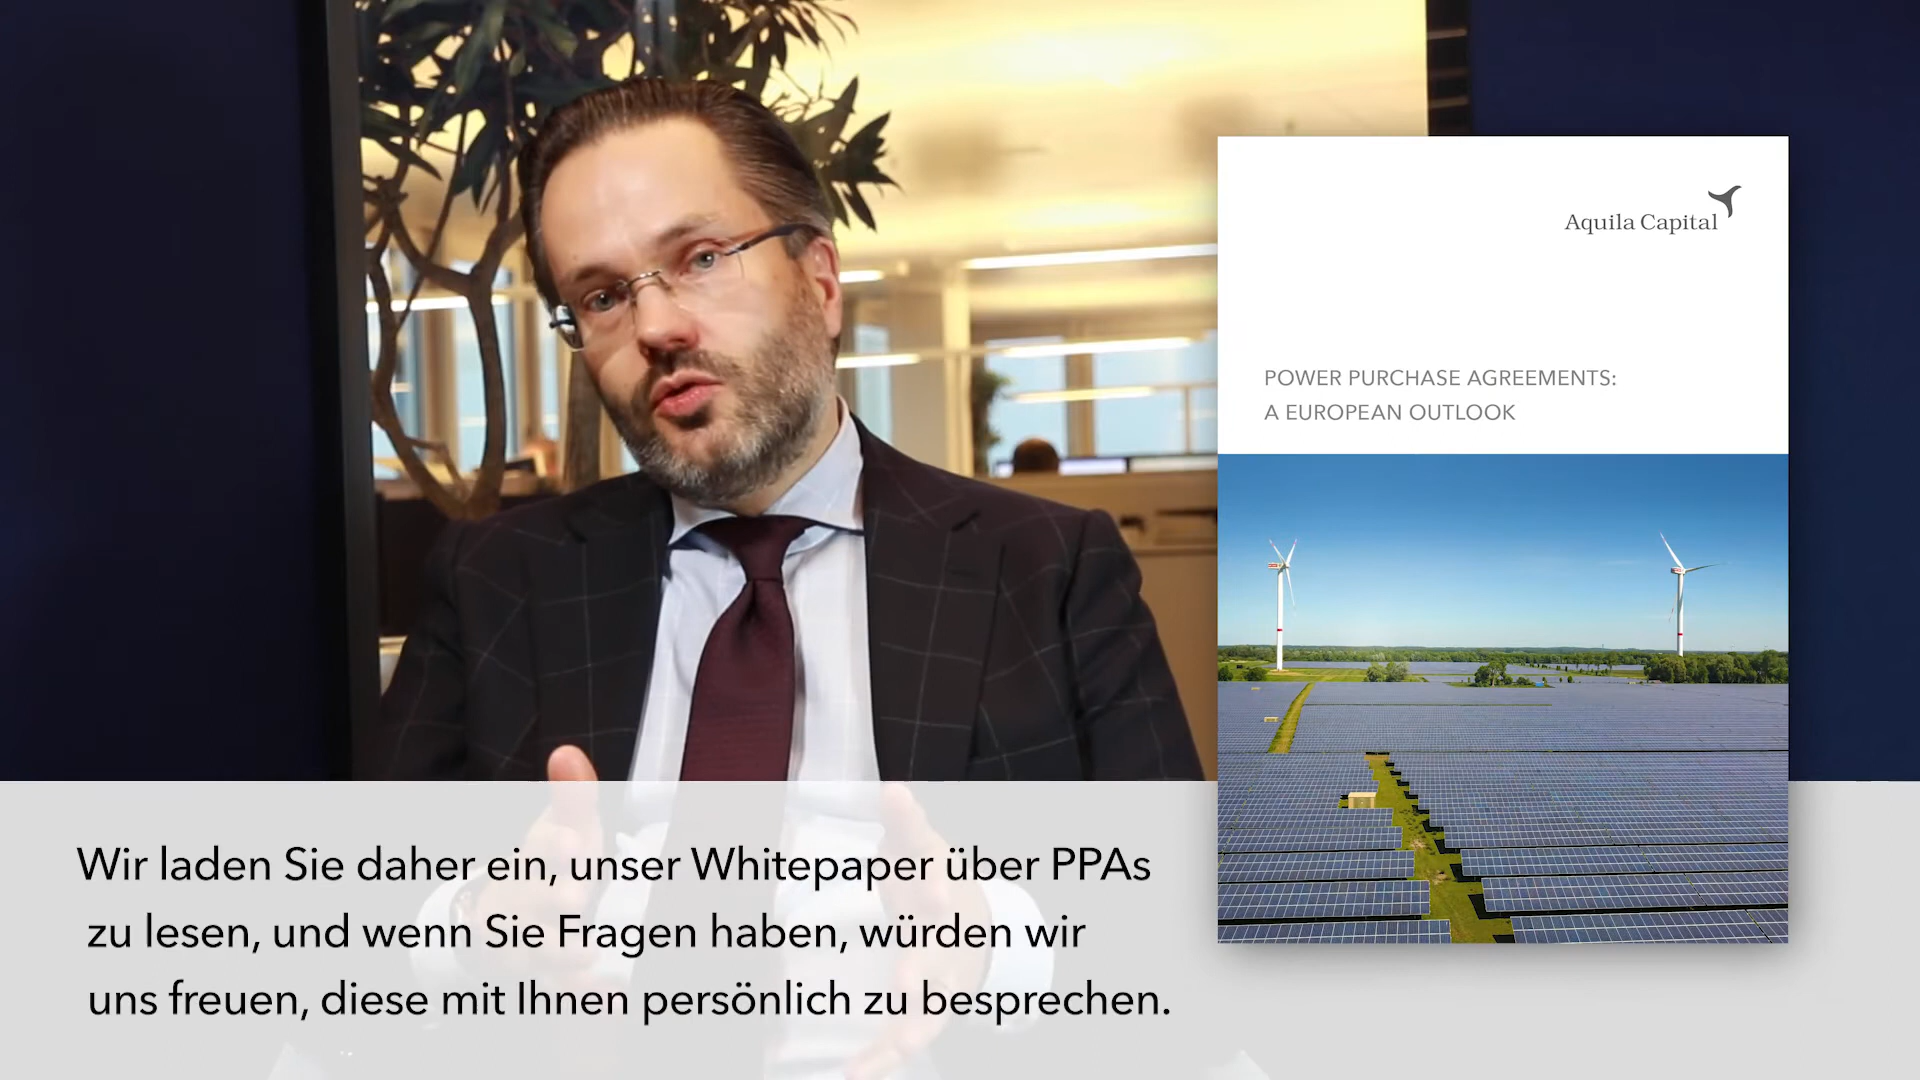 Aquila Capital
POWER PURCHASE AGREEMENTS:
A EUROPEAN OUTLOOK
Wir laden Sie daher ein, unser Whitepaper über PPAs
zu lesen, und wenn Sie Fragen haben, würden wir
uns freuen, diese mit Ihnen persönlich zu besprechen.